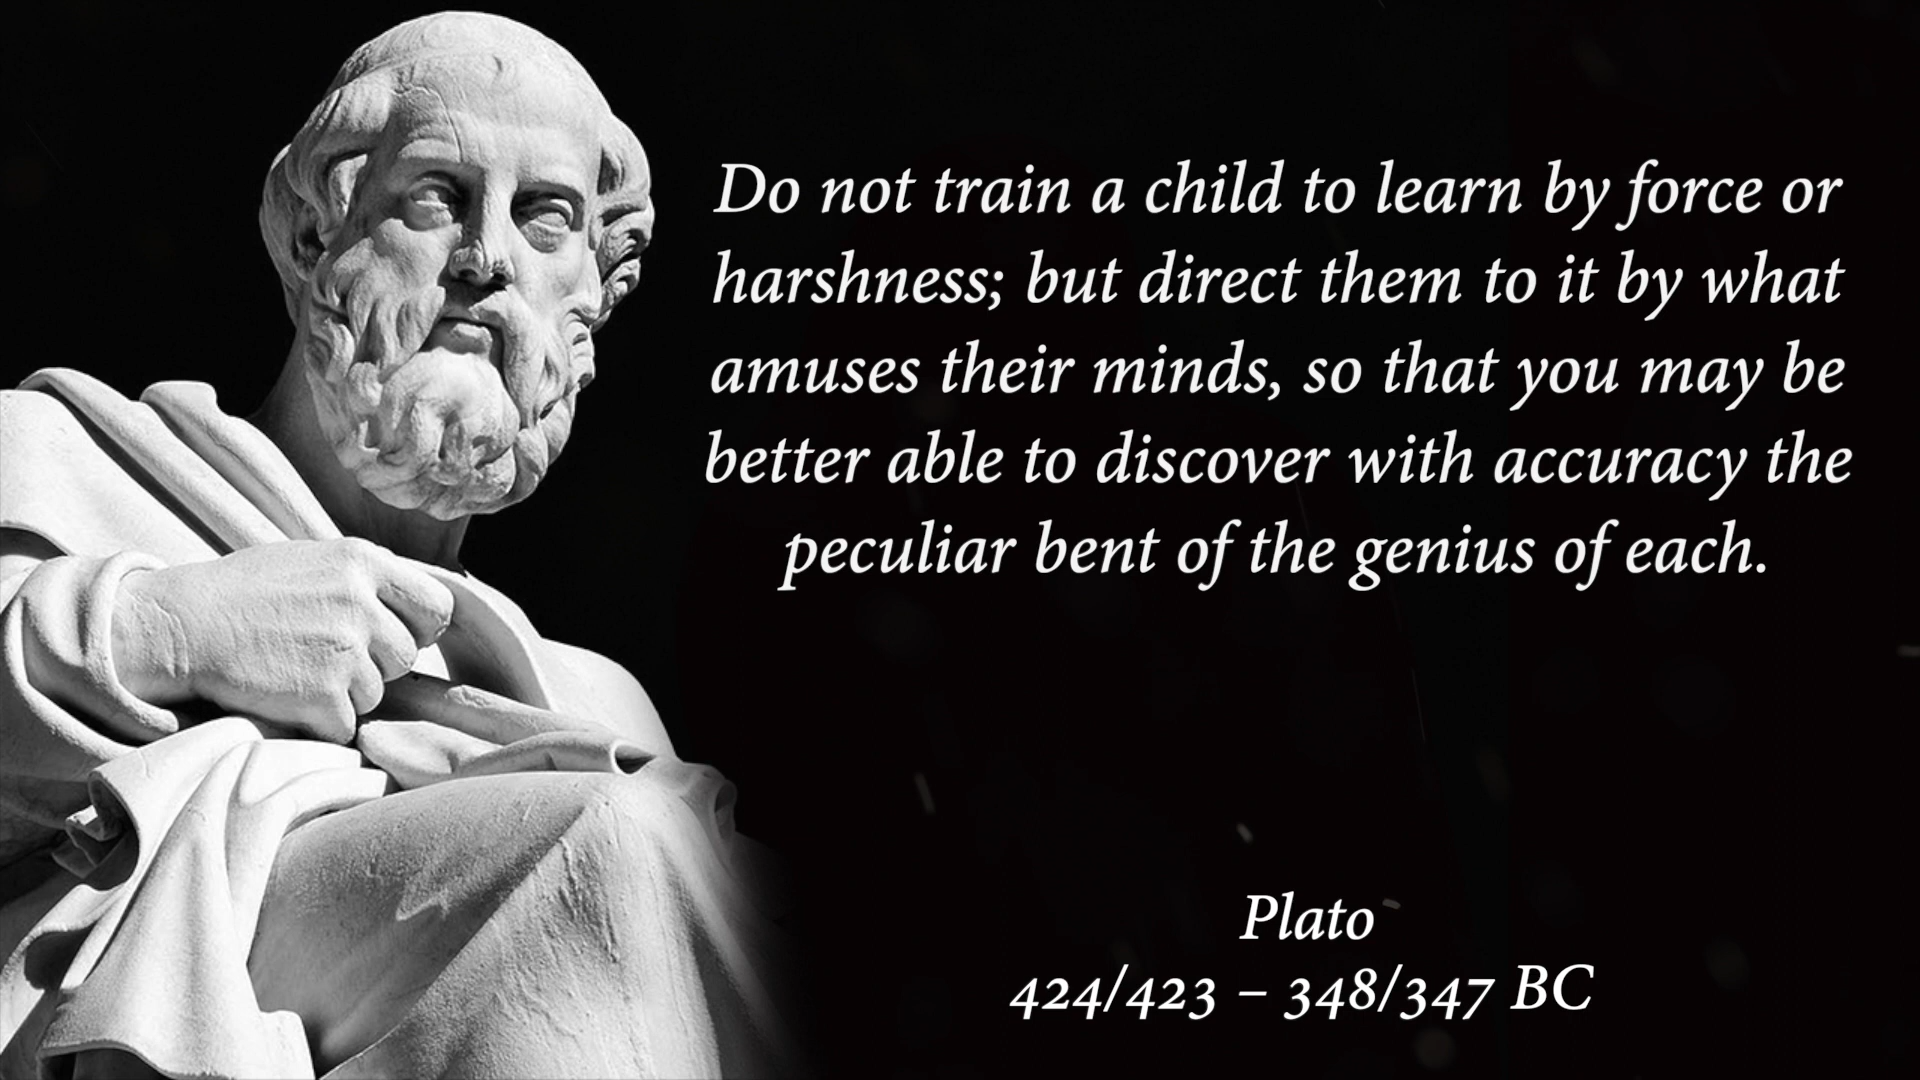 Do not train a child to learn by force or
harshness; but direct them to it by what
amuses their minds, so that you may be
better able to discover with accuracy the
peculiar bent of the genius of each.
Plato
424/423 – 348/347 BC